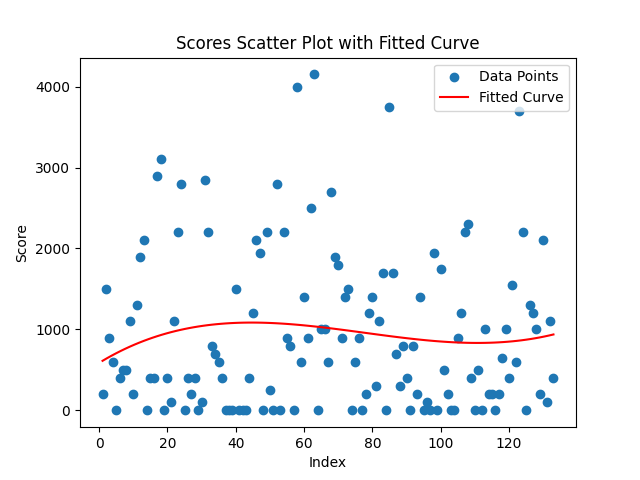 Scores Scatter Plot with Fitted Curve
Data Points
Fitted Curve
4000
3000
2000
1000
0
Score
0 20 40 60 80 100 120
Index